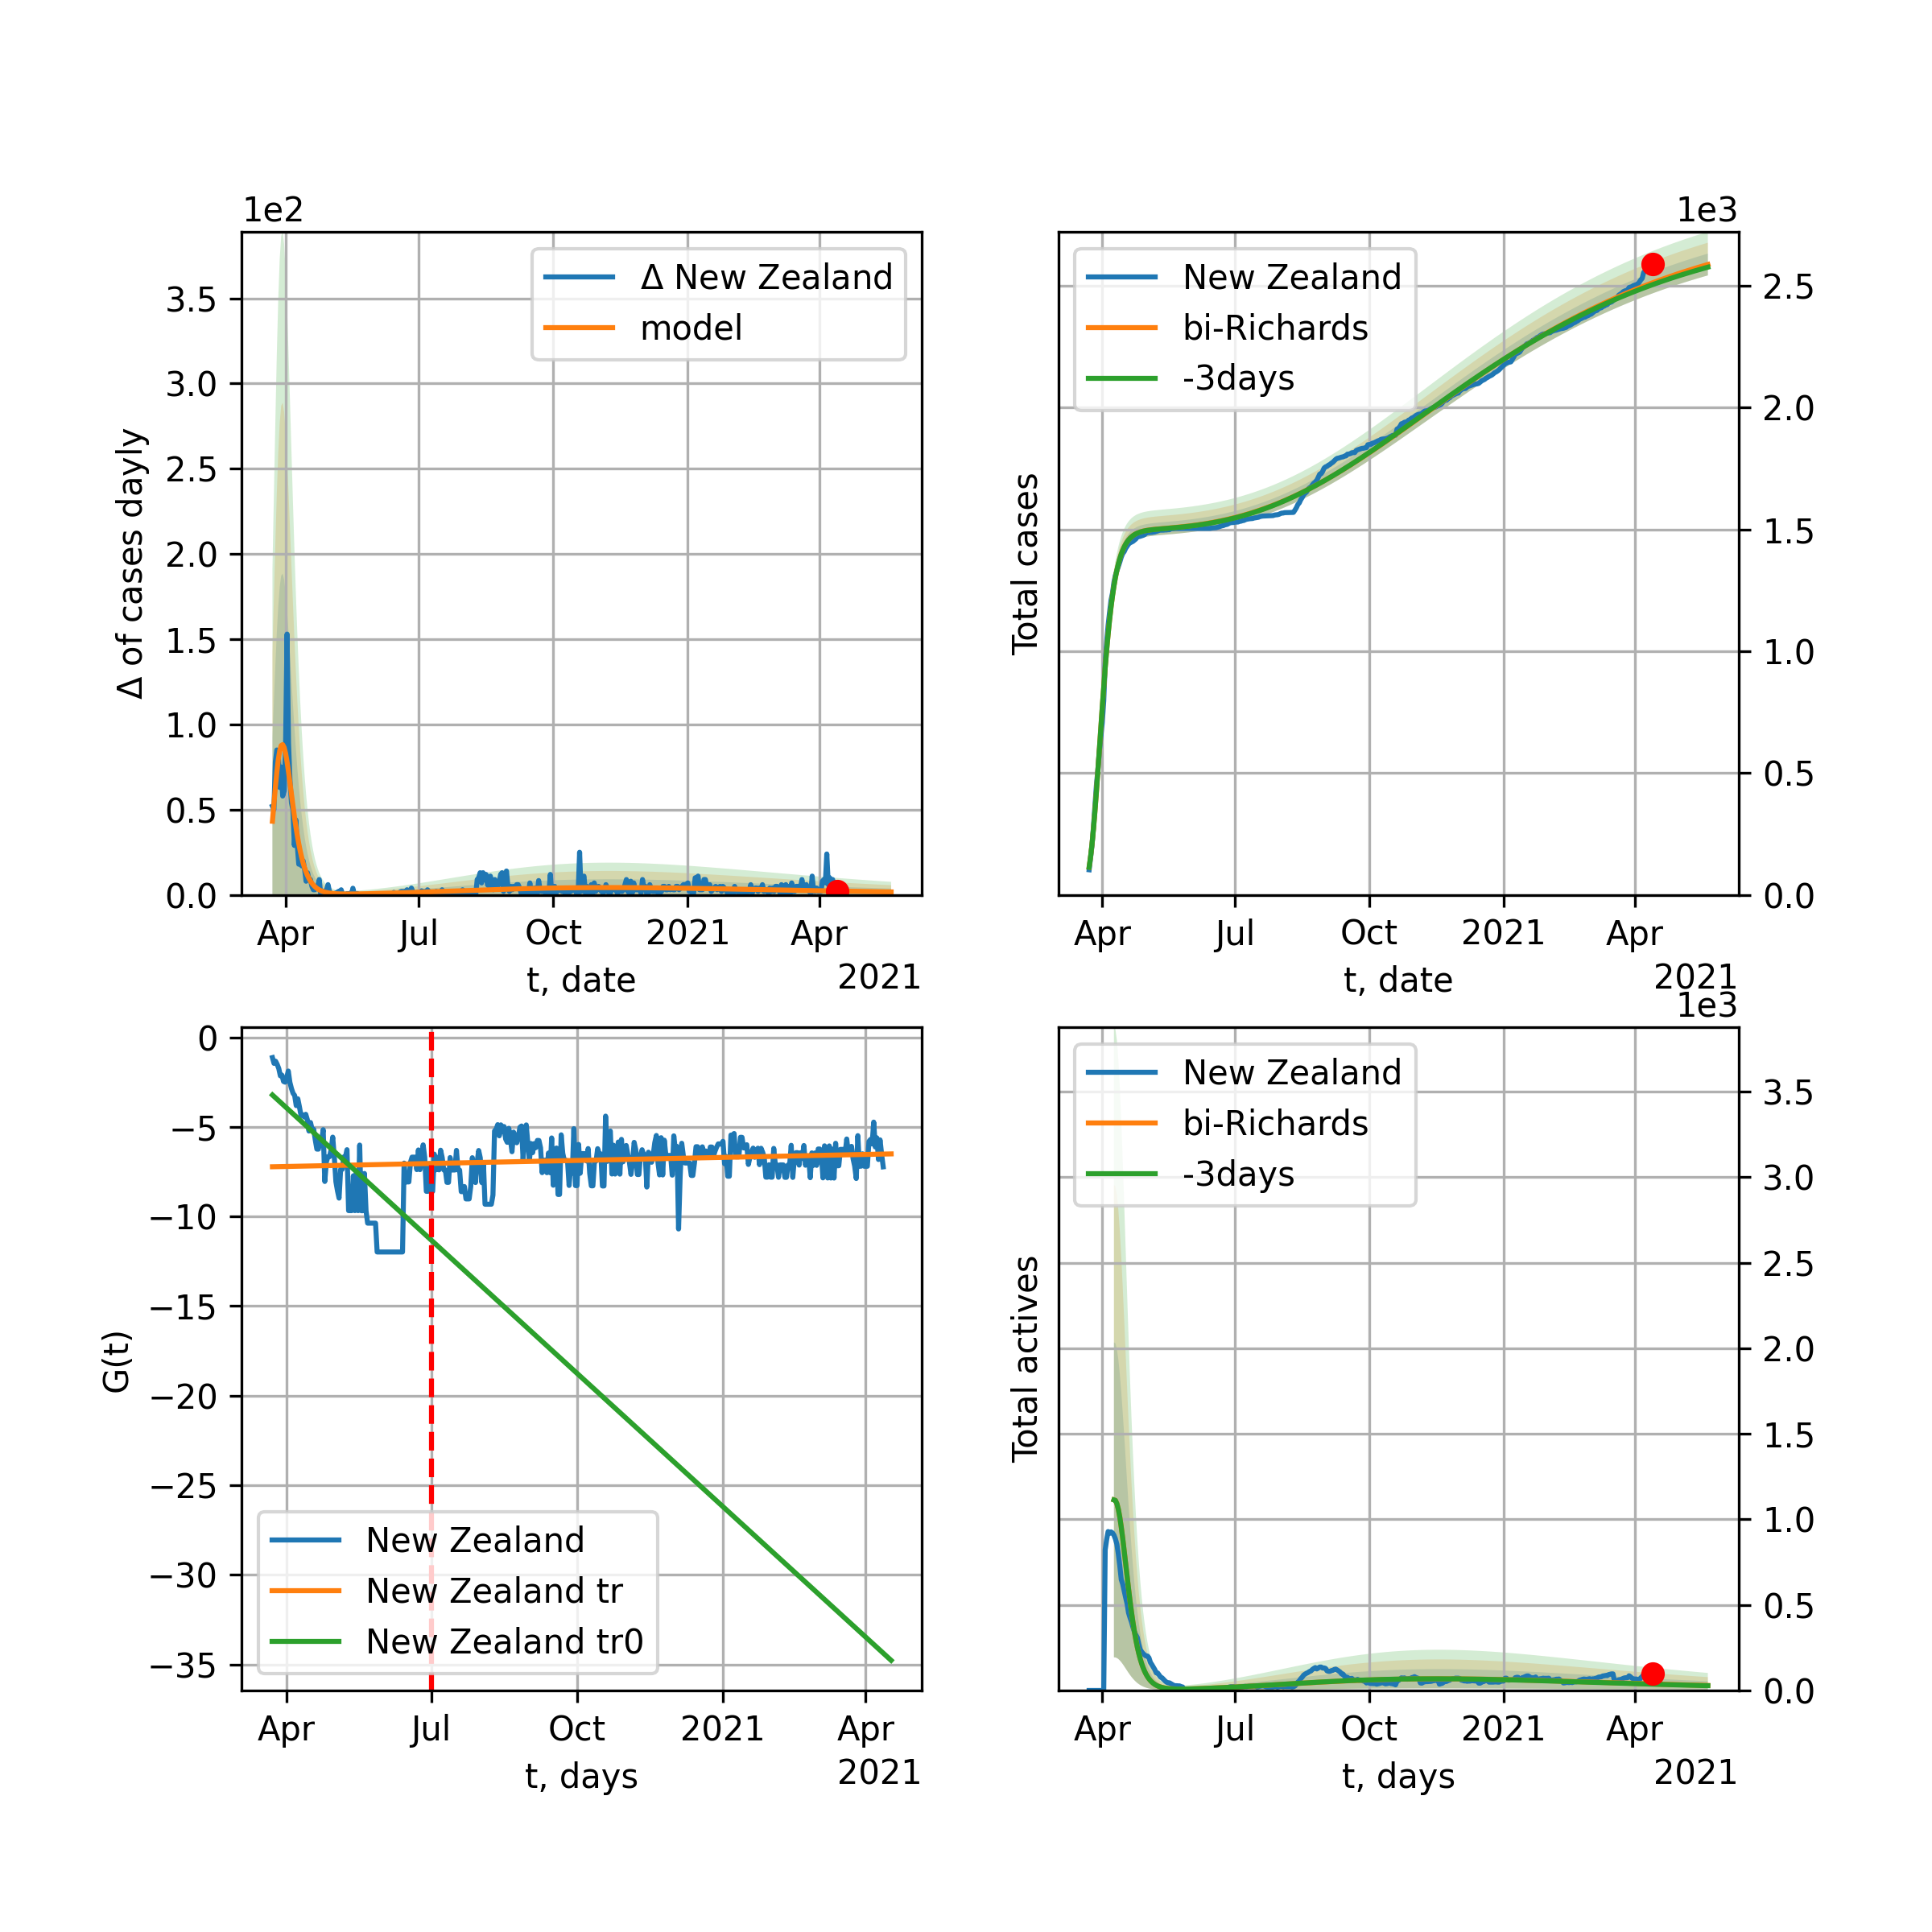 1e2
Δ of cases dayly
3.5
3.0
2.5
2.0
1.5
1.0
0.5
0.0
Δ New Zealand
model
Apr
Jul
Oct
2021
Apr
t, date
2021
1e3
Total cases
New Zealand
bi-Richards
-3days
2.5
2.0
1.5
1.0
0.5
0.0
Apr
Jul
Oct
2021
Apr
t, date
2021
G(t)
0
−5
−10
−15
−20
−25
−30
−35
New Zealand
New Zealand tr
New Zealand tr0
Apr
Jul
Oct
2021
Apr
t, days
2021
1e3
Total actives
New Zealand
bi-Richards
-3days
3.5
3.0
2.5
2.0
1.5
1.0
0.5
0.0
Apr
Jul
Oct
2021
Apr
t, days
2021